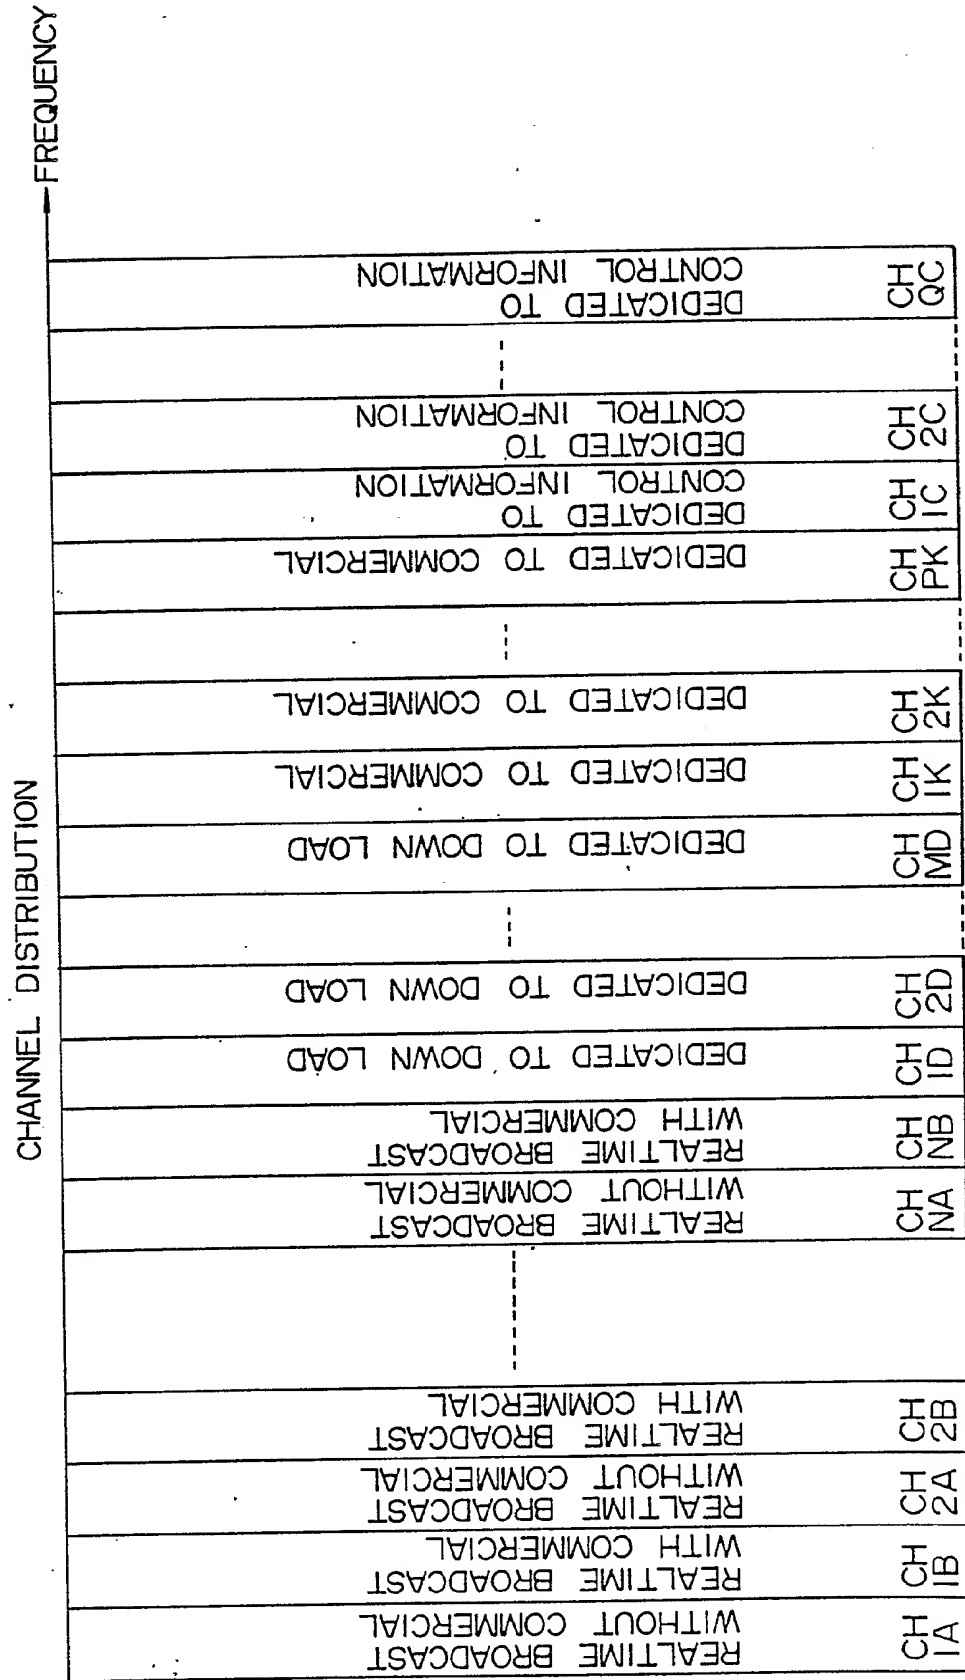 CHANNEL DISTRIBUTION
FREQUENCY
REALTIME BROADCAST
WITHOUT COMMERCIAL
CH
1A
REALTIME BROADCAST
WITH COMMERCIAL
CH
1B
REALTIME BROADCAST
WITHOUT COMMERCIAL
CH
2A
REALTIME BROADCAST
WITH COMMERCIAL
CH
2B
REALTIME BROADCAST
WITHOUT COMMERCIAL
CH
NA
REALTIME BROADCAST
WITH COMMERCIAL
CH
NB
DEDICATED TO DOWN LOAD
CH
1D
DEDICATED TO DOWN LOAD
CH
2D
DEDICATED TO DOWN LOAD
CH
MD
DEDICATED TO COMMERCIAL
CH
1K
DEDICATED TO COMMERCIAL
CH
2K
DEDICATED TO COMMERCIAL
CH
PK
DEDICATED TO
CONTROL INFORMATION
CH
1C
DEDICATED TO
CONTROL INFORMATION
CH
2C
DEDICATED TO
CONTROL INFORMATION
CH
QC